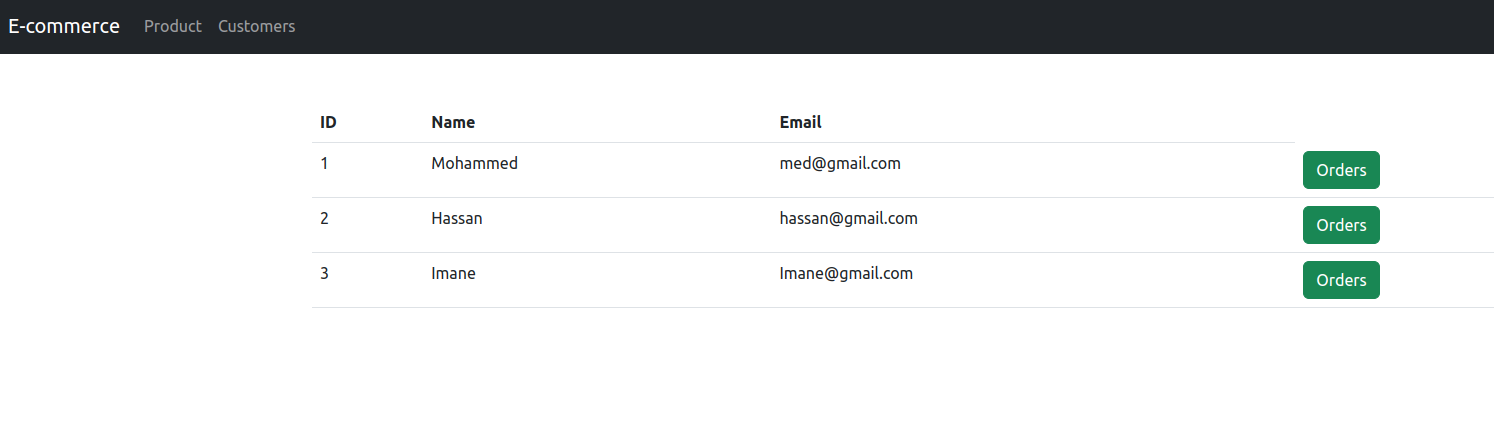 E-commerce Product Customers
ID Name Email
1 Mohammed med@gmail.com Orders
2 Hassan hassan@gmail.com Orders
3 Imane Imane@gmail.com Orders